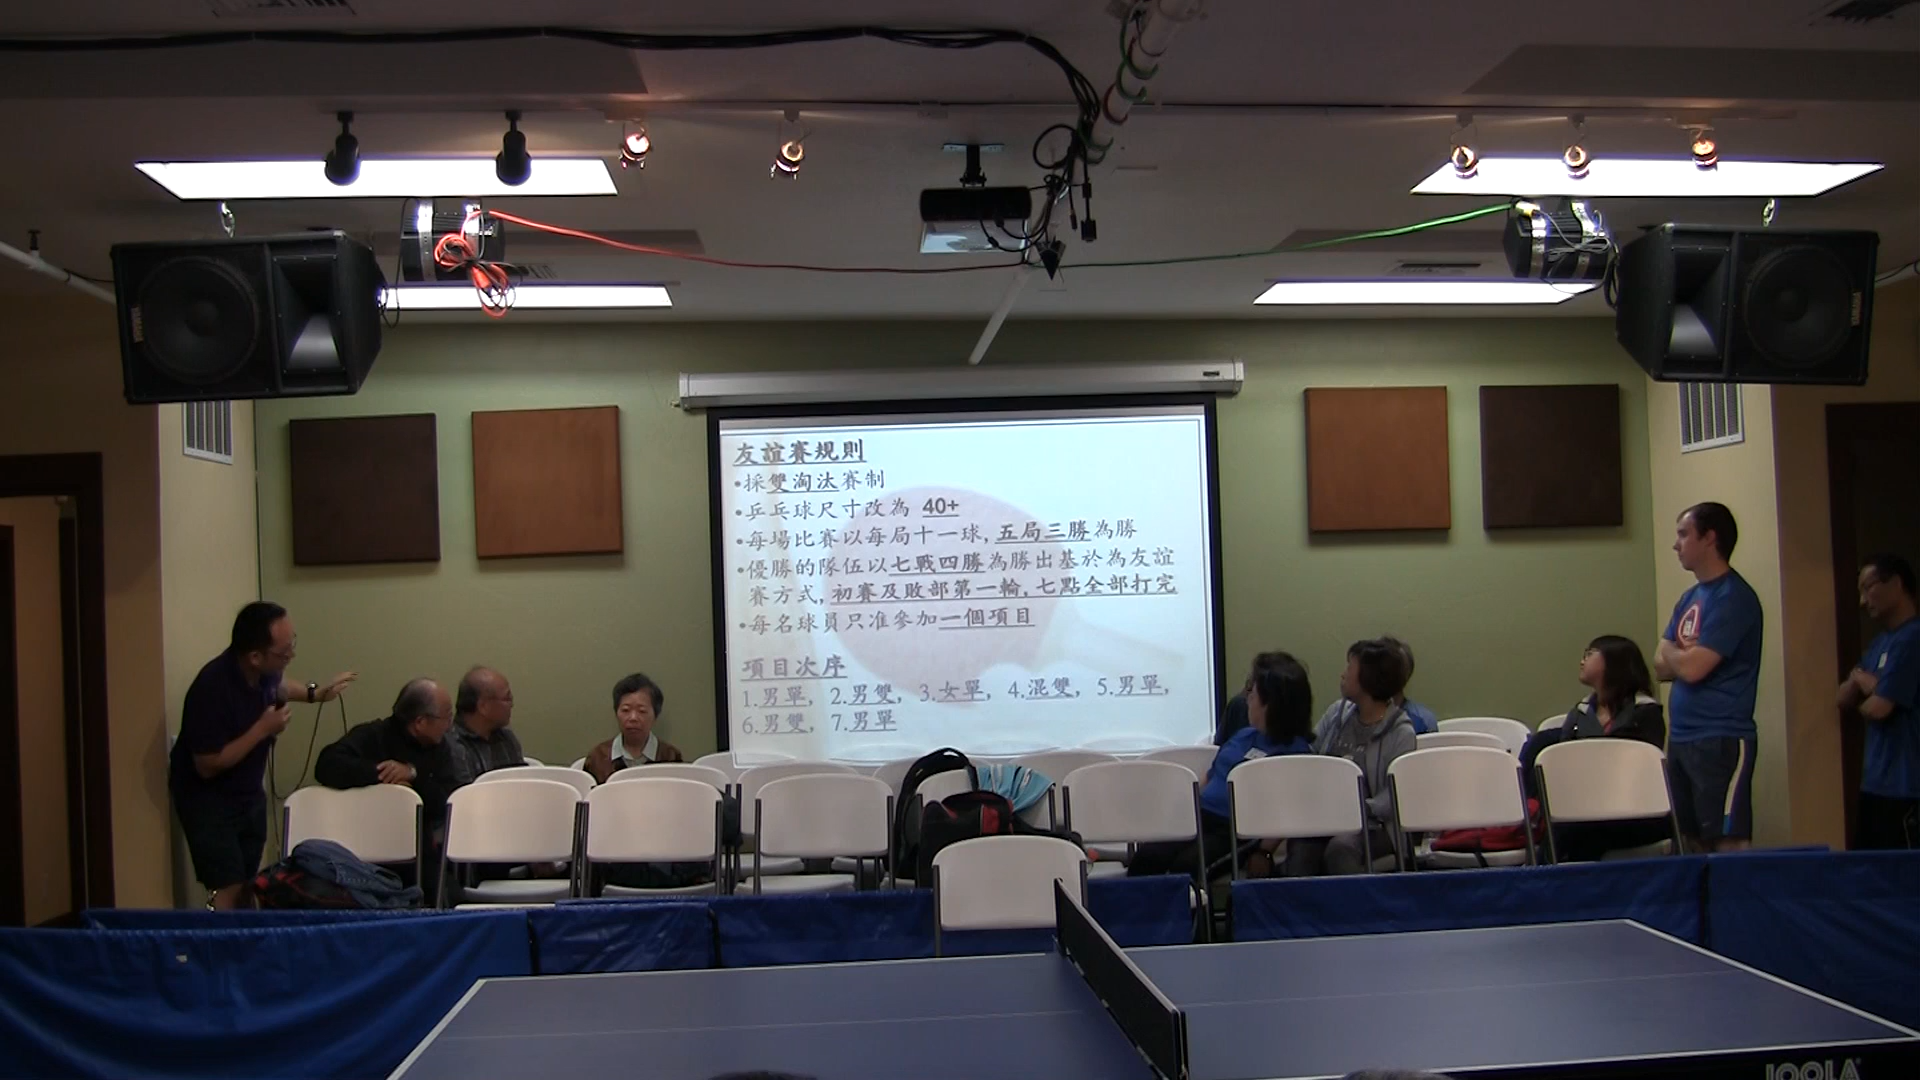 友誼賽規則
•採雙淘汰賽制
•乒乓球尺寸改為 40+
•每場比賽以每局十一球, 五局三勝為勝
•優勝的隊伍以七戰四勝為勝出基於為友誼
賽方式, 初賽及敗部第一輪, 七點全部打完
•每名球員只准參加一個項目
項目次序
1.男單, 2.男雙, 3.女單, 4.混雙, 5.男單,
6.男雙, 7.男單
YAMAHA
JOOLA